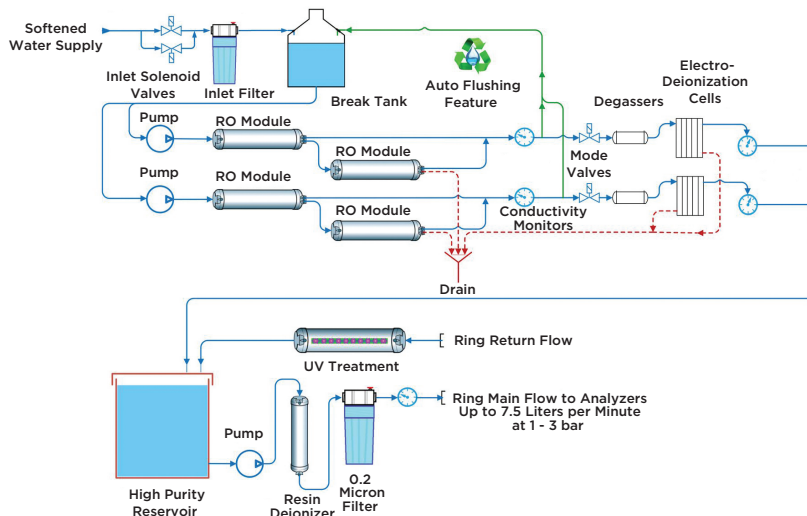 Softened
Water Supply
Inlet Solenoid
Valves
Inlet Filter
Break Tank
Auto Flushing
Feature
Degassers
Electro-
Deionization
Cells
Pump
RO Module
RO Module
Mode
Valves
Pump
RO Module
RO Module
Conductivity
Monitors
Drain
Ring Return Flow
UV Treatment
Ring Main Flow to Analyzers
Up to 7.5 Liters per Minute
at 1 - 3 bar
Pump
High Purity
Reservoir
Resin
Deionizer
0.2
Micron
Filter